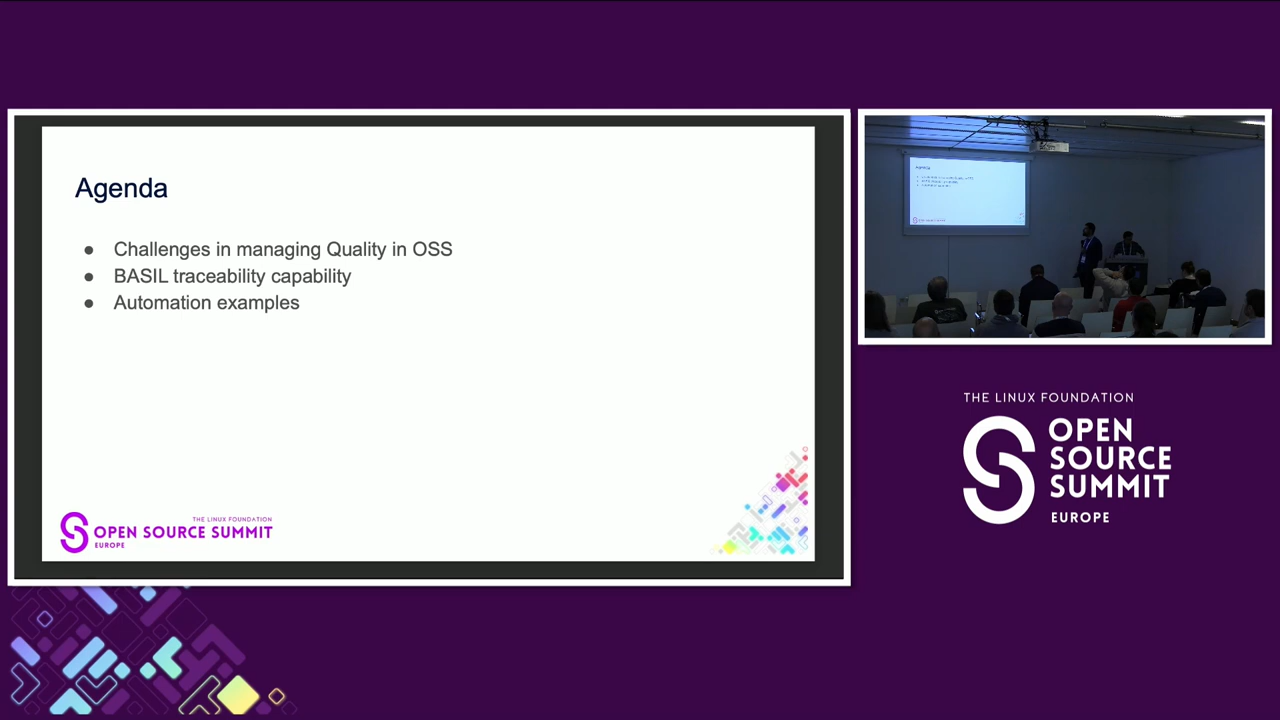 Agenda
● Challenges in managing Quality in OSS
● BASIL traceability capability
● Automation examples
THE LINUX FOUNDATION
OPEN SOURCE SUMMIT
EUROPE
Agenda
THE LINUX FOUNDATION
OPEN
SOURCE
SUMMIT
EUROPE